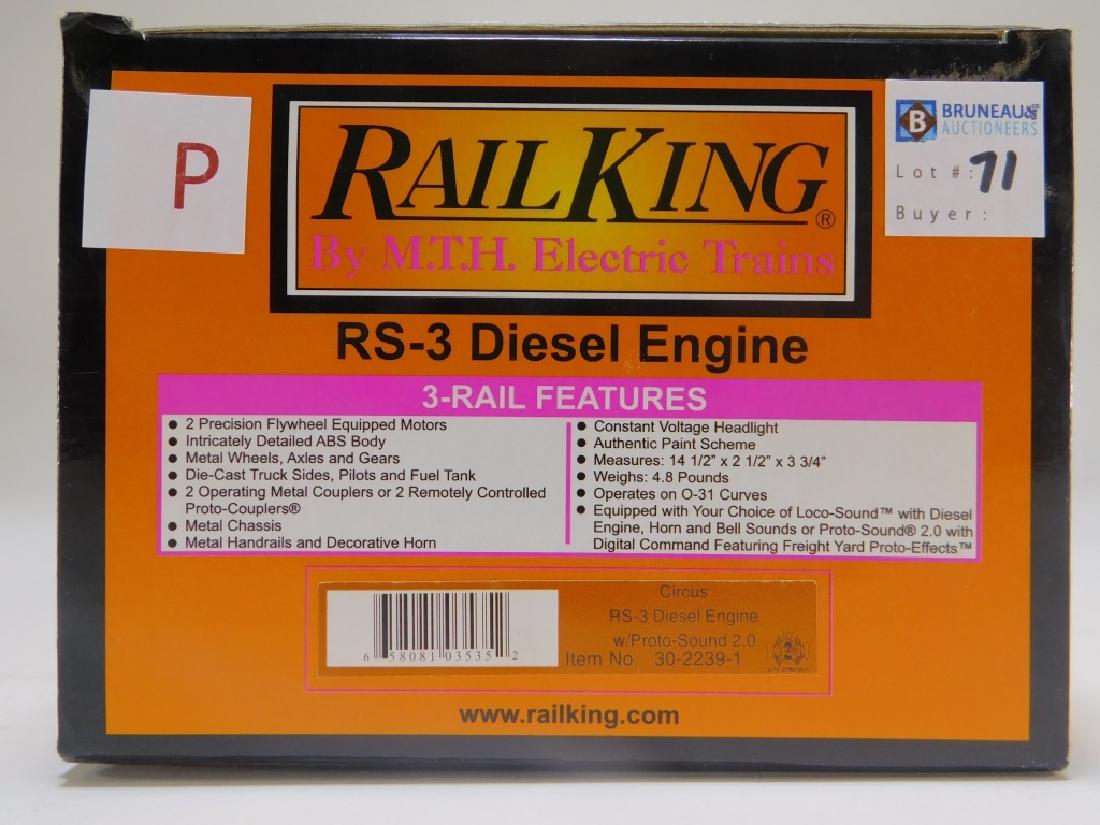 P
RAILKING®
By M.T.H. Electric Trains
B BRUNEAU & CO
AUCTIONEERS
Lot #: 71
Buyer:
RS-3 Diesel Engine
3-RAIL FEATURES
• 2 Precision Flywheel Equipped Motors
• Intricately Detailed ABS Body
• Metal Wheels, Axles and Gears
• Die-Cast Truck Sides, Pilots and Fuel Tank
• 2 Operating Metal Couplers or 2 Remotely Controlled
Proto-Couplers®
• Metal Chassis
• Metal Handrails and Decorative Horn
• Constant Voltage Headlight
• Authentic Paint Scheme
• Measures: 14 1/2" x 2 1/2" x 3 3/4"
• Weighs: 4.8 Pounds
• Operates on O-31 Curves
• Equipped with Your Choice of Loco-Sound™ with Diesel
Engine, Horn and Bell Sounds or Proto-Sound® 2.0 with
Digital Command Featuring Freight Yard Proto-Effects™
6 58081 03535 2
Circus
RS-3 Diesel Engine
w/Proto-Sound 2.0
Item No. 30-2239-1
www.railking.com